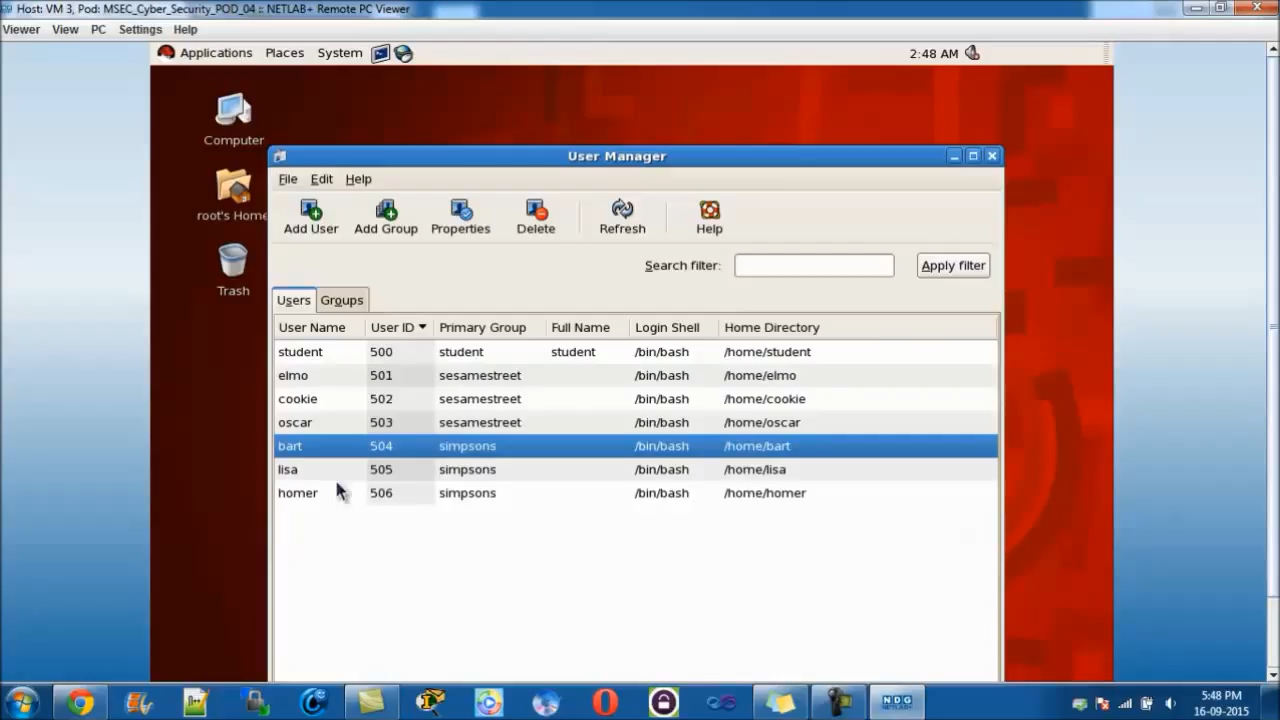 Host: VM 3, Pod: MSEC_Cyber_Security_POD_04 :: NETLAB+ Remote PC Viewer
Viewer View PC Settings Help
Applications Places System 2:48 AM
Computer
root's Home
Trash
User Manager
File Edit Help
Add User Add Group Properties Delete Refresh Help
Search filter: Apply filter
Users Groups
User Name User ID Primary Group Full Name Login Shell Home Directory
student 500 student student /bin/bash /home/student
elmo 501 sesamestreet /bin/bash /home/elmo
cookie 502 sesamestreet /bin/bash /home/cookie
oscar 503 sesamestreet /bin/bash /home/oscar
bart 504 simpsons /bin/bash /home/bart
lisa 505 simpsons /bin/bash /home/lisa
homer 506 simpsons /bin/bash /home/homer
NDG
NETLAB+
5:48 PM
16-09-2015